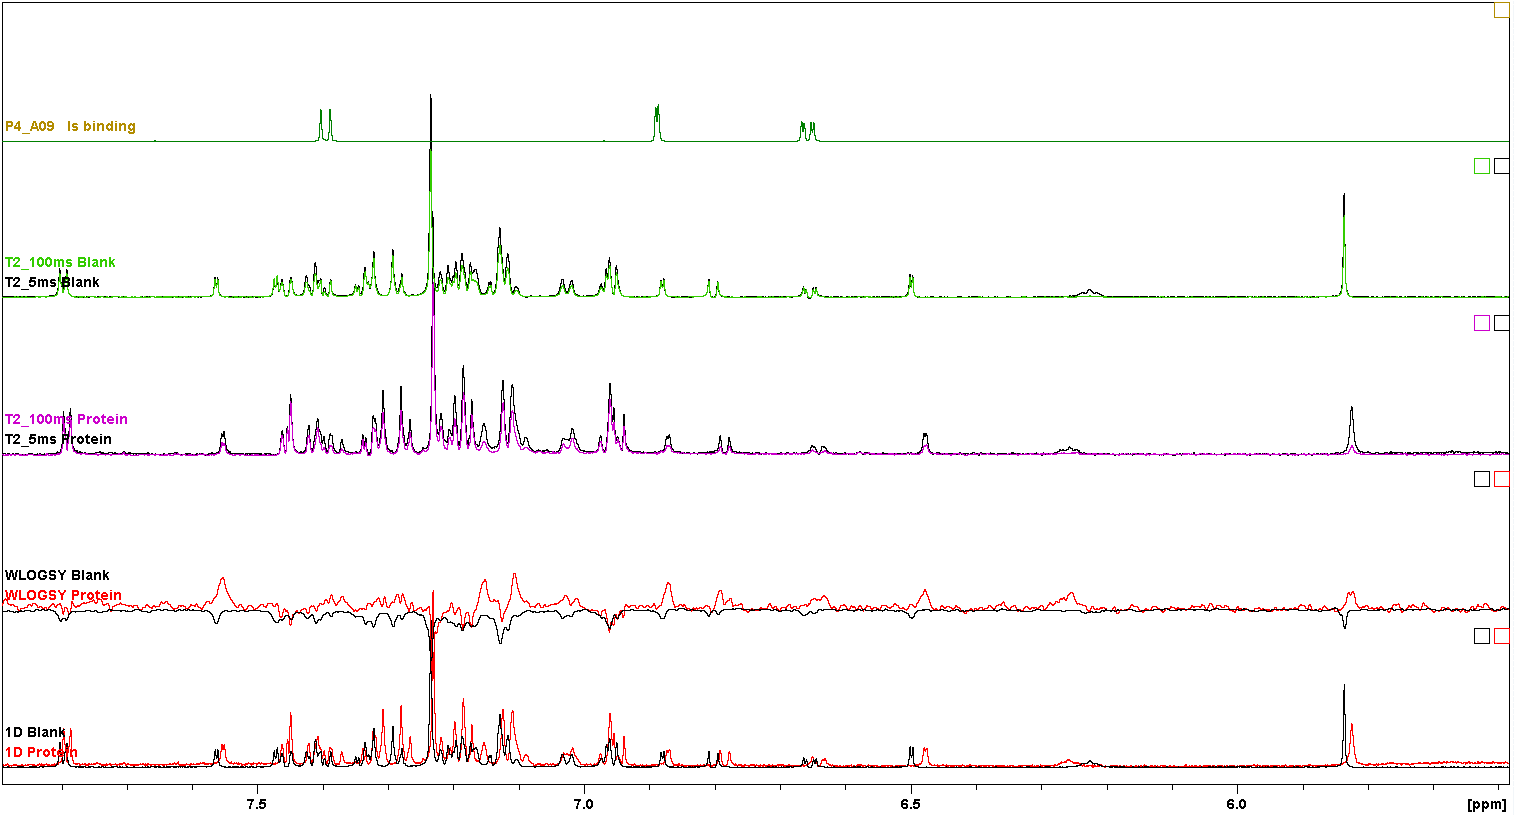 P4_A09 Is binding
T2_100ms Blank
T2_5ms Blank
T2_100ms Protein
T2_5ms Protein
WLOGSY Blank
WLOGSY Protein
1D Blank
1D Protein
7.5 7.0 6.5 6.0 [ppm]